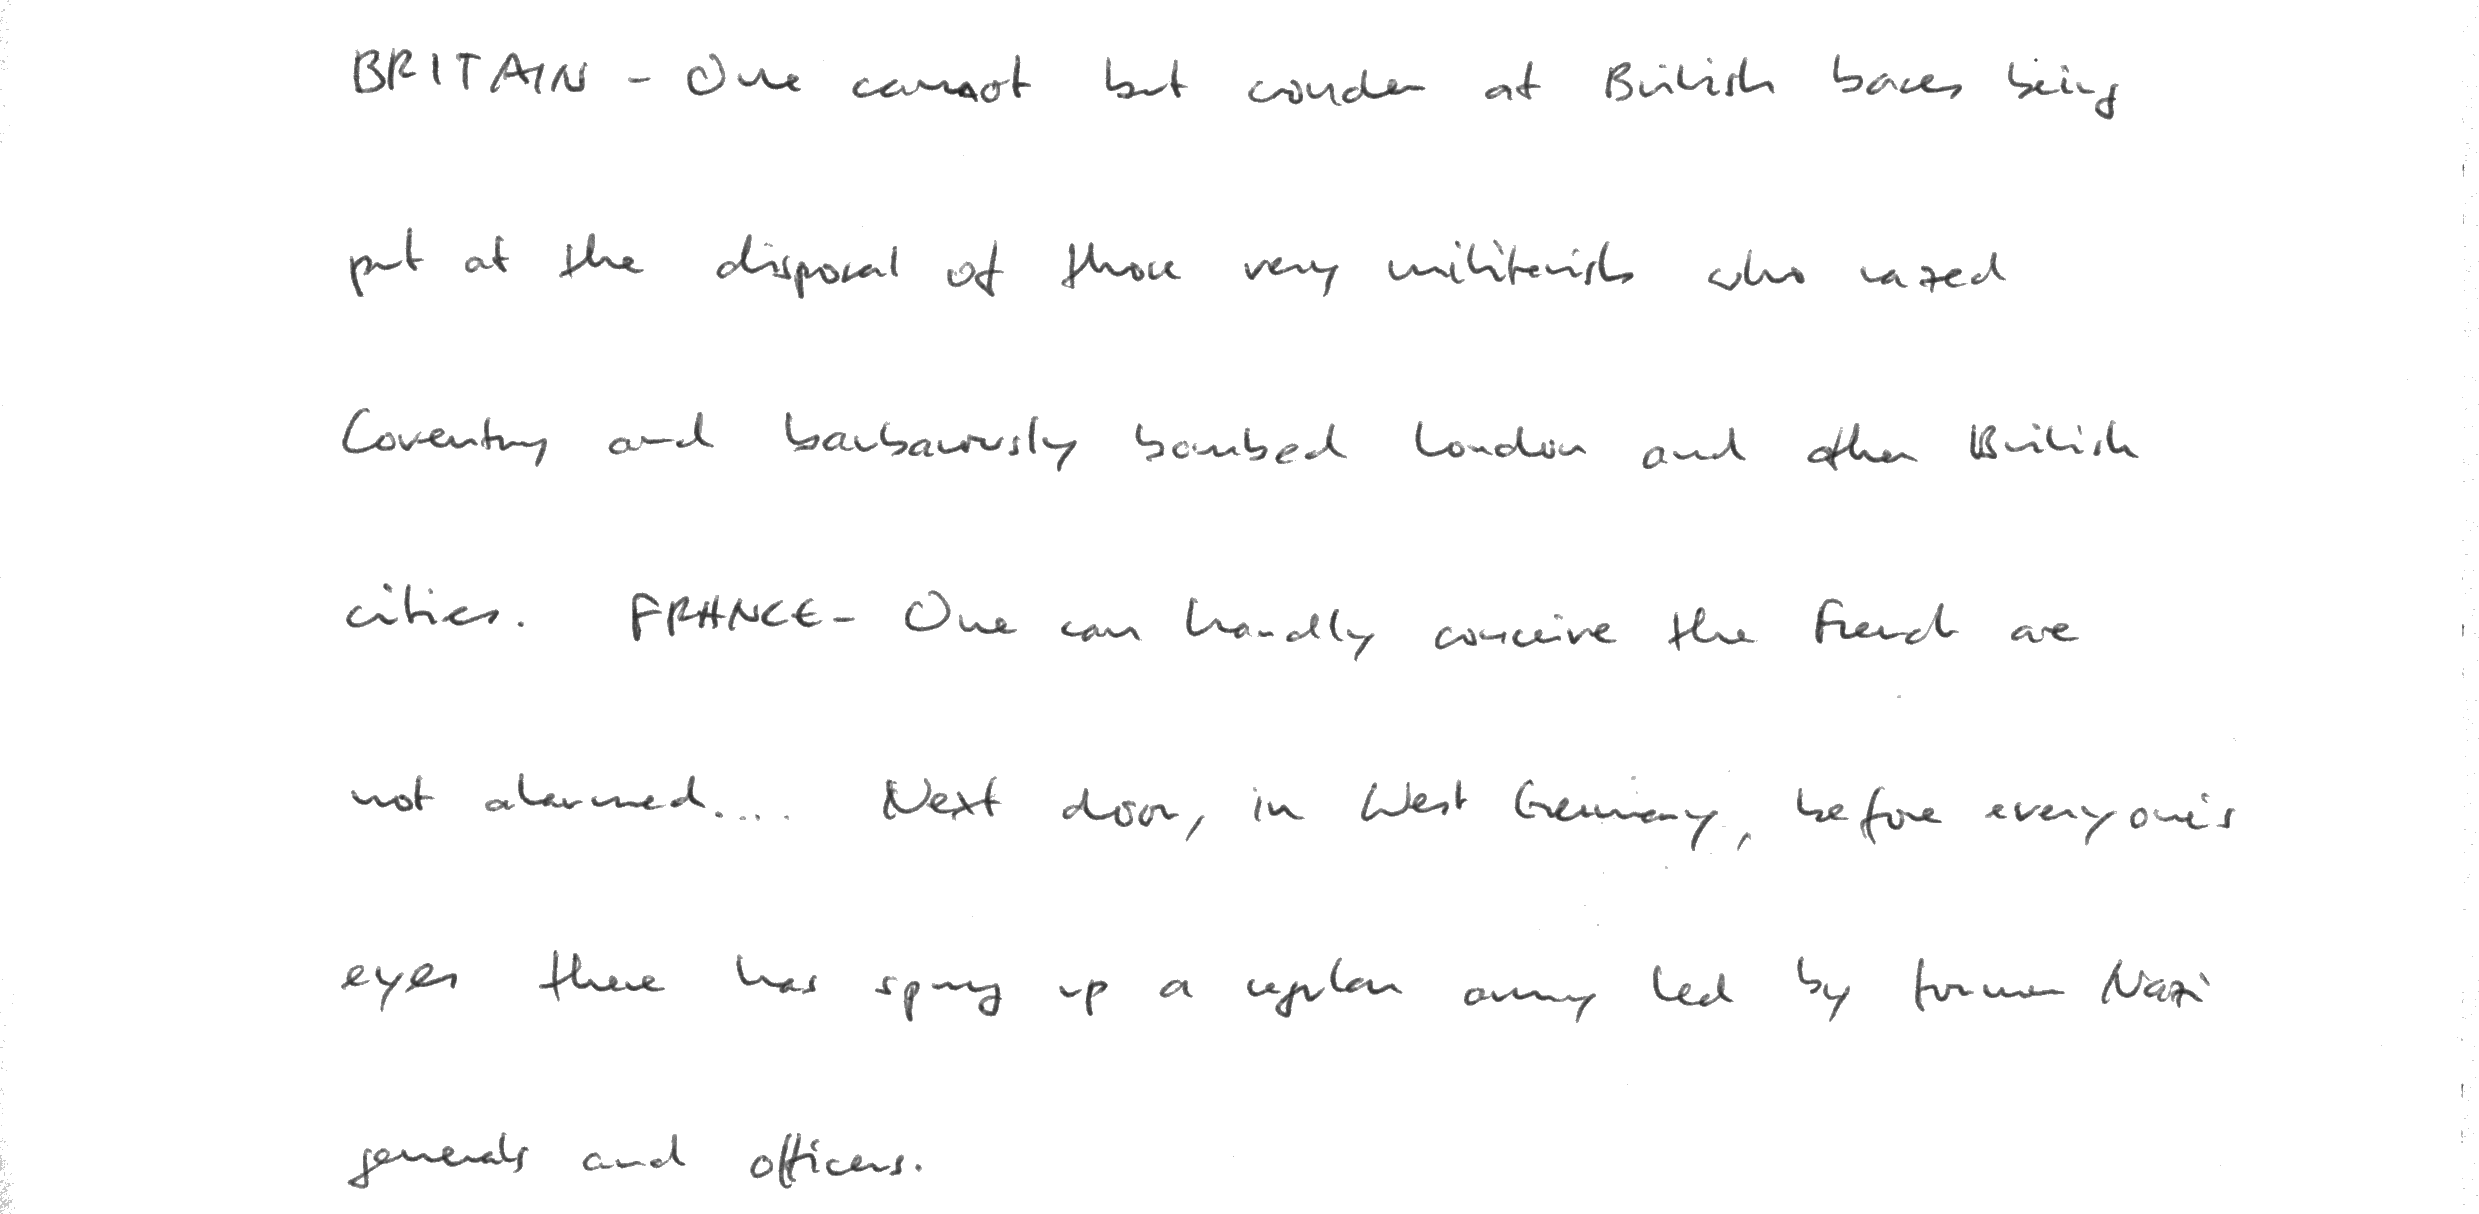 BRITAIN - One cannot but wonder at British bases being
put at the disposal of those very militarists who razed
Coventry and barbarously bombed London and other British
cities. FRANCE - One can hardly conceive the French are
not alarmed.... Next door, in West Germany, before everyone's
eyes there has sprung up a regular army led by former Nazi
generals and officers.